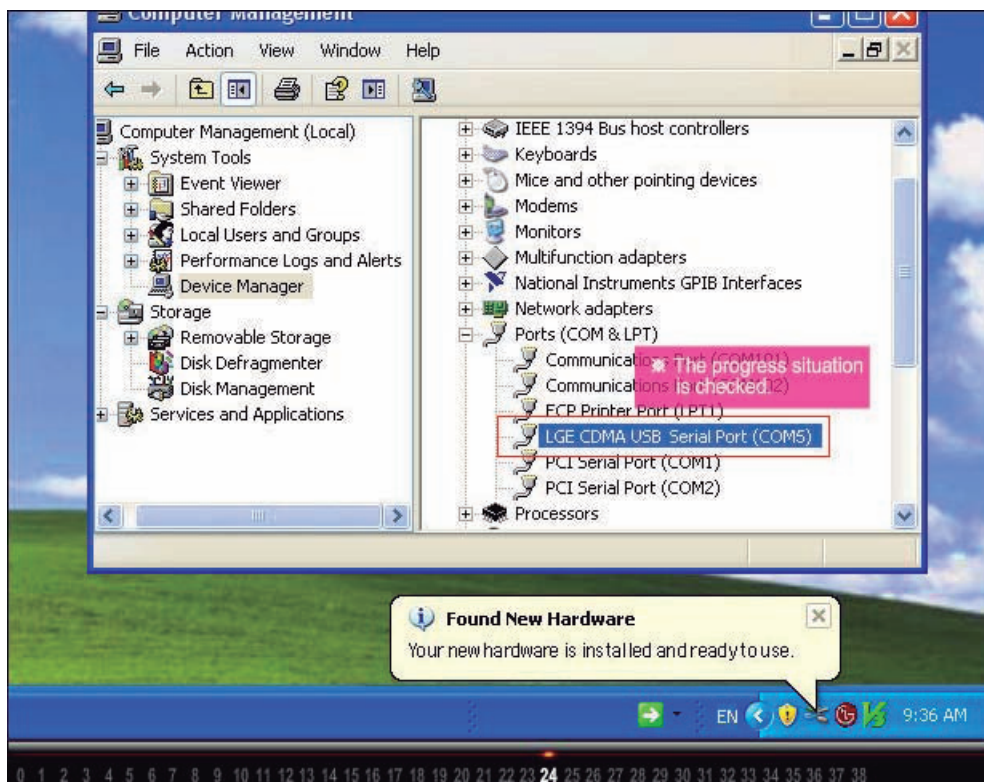 Computer Management
File Action View Window Help
Computer Management (Local)
System Tools
Event Viewer
Shared Folders
Local Users and Groups
Performance Logs and Alerts
Device Manager
Storage
Removable Storage
Disk Defragmenter
Disk Management
Services and Applications
IEEE 1394 Bus host controllers
Keyboards
Mice and other pointing devices
Modems
Monitors
Multifunction adapters
National Instruments GPIB Interfaces
Network adapters
Ports (COM & LPT)
Communications Port (COM101)
Communications
ECP Printer Port (LPT1)
LGE CDMA USB Serial Port (COM5)
PCI Serial Port (COM1)
PCI Serial Port (COM2)
Processors
* The progress situation
is checked.
Found New Hardware
Your new hardware is installed and ready to use.
EN 9:36 AM
0 1 2 3 4 5 6 7 8 9 10 11 12 13 14 15 16 17 18 19 20 21 22 23 24 25 26 27 28 29 30 31 32 33 34 35 36 37 38